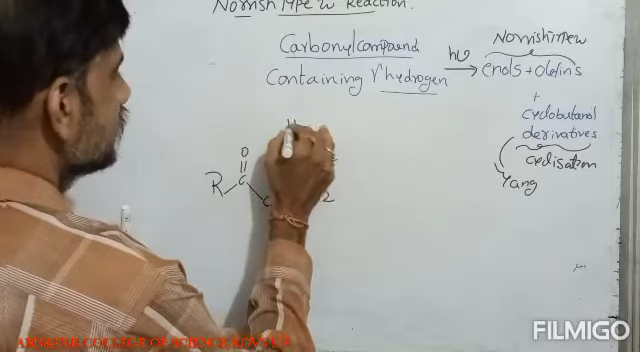 Norrish Type II Reaction.
Carbonyl compound
Containing γ hydrogen
hυ
Norrish type II
enols + olefins
+
cyclobutanol
derivatives
cyclisation
Yang
O
R
C
2
FILMIGO